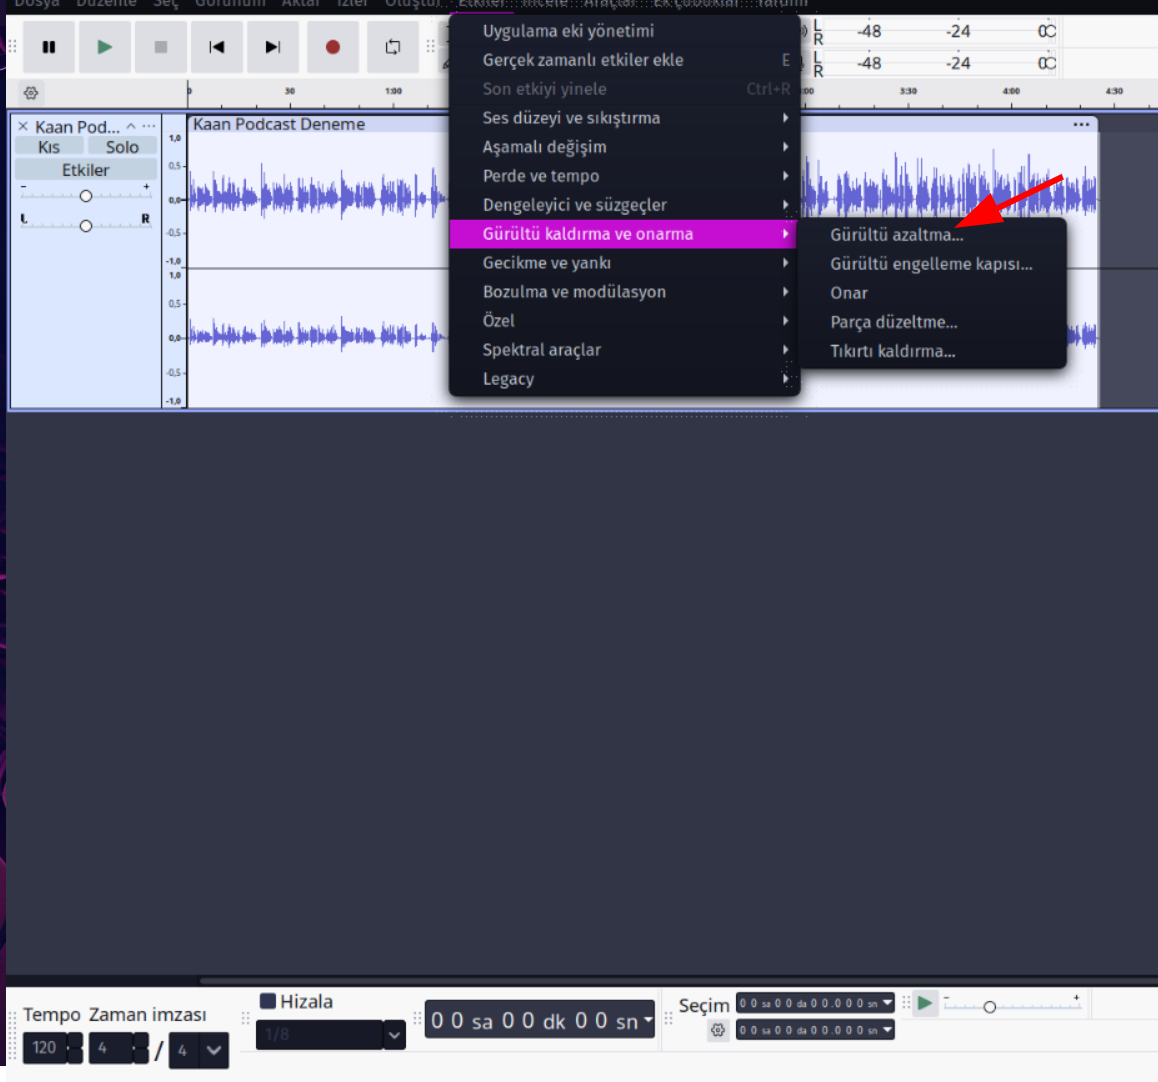 Dosya Düzenle Seç Görünüm Aktar İzler Oluştur Etkiler İncele Araçlar Ek çubuklar Yardım
Uygulama eki yönetimi
Gerçek zamanlı etkiler ekle E
Son etkiyi yinele Ctrl+R
Ses düzeyi ve sıkıştırma
Aşamalı değişim
Perde ve tempo
Dengeleyici ve süzgeçler
Gürültü kaldırma ve onarma
Gecikme ve yankı
Bozulma ve modülasyon
Özel
Spektral araçlar
Legacy
Gürültü azaltma...
Gürültü engelleme kapısı...
Onar
Parça düzeltme...
Tıkırtı kaldırma...
L
R
-48 -24 0
L
R
-48 -24 0
30 1:00 3:30 4:00 4:30
Kaan Pod...
Kıs Solo
Etkiler
- +
L R
1,0
0,5
0,0
-0,5
-1,0
1,0
0,5
0,0
-0,5
-1,0
Kaan Podcast Deneme
Tempo Zaman imzası
120 4 / 4
Hizala
1/8
0 0 sa 0 0 dk 0 0 sn
Seçim
0 0 sa 0 0 da 0 0 . 0 0 0 sn
0 0 sa 0 0 da 0 0 . 0 0 0 sn
- +